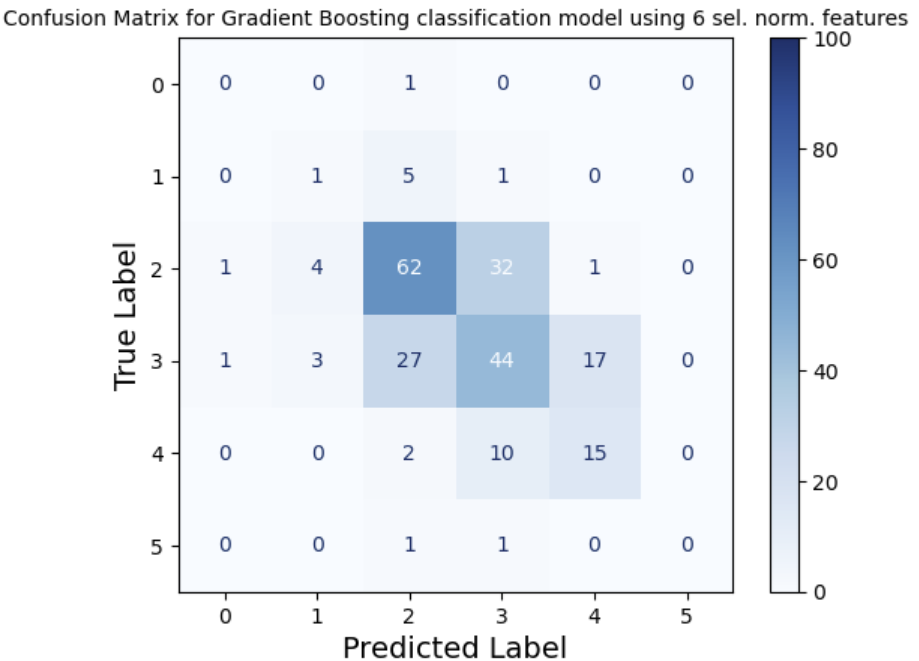 Confusion Matrix for Gradient Boosting classification model using 6 sel. norm. features
100
0 0 0 1 0 0 0
1 0 1 5 1 0 0
80
2 1 4 62 32 1 0
60
3 1 3 27 44 17 0
40
4 0 0 2 10 15 0
20
5 0 0 1 1 0 0
0
0 1 2 3 4 5
True Label
Predicted Label